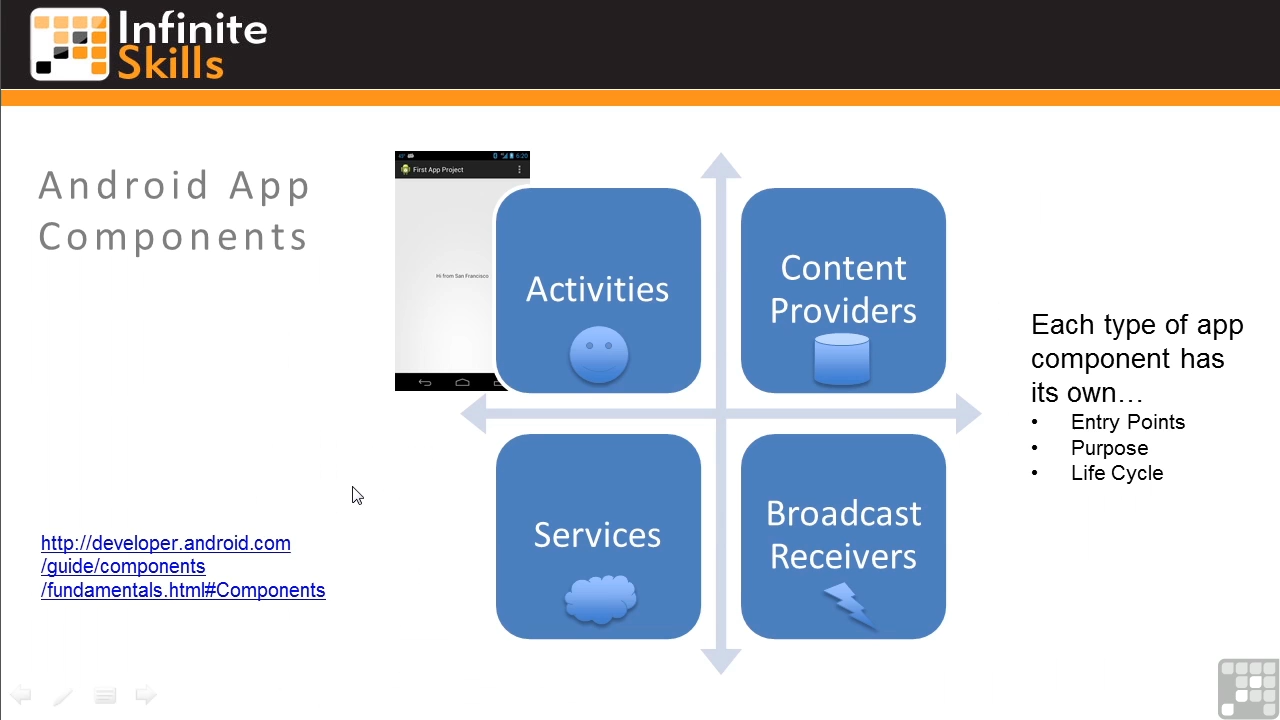 Infinite
Skills
Android App
Components
6:20
First App Project
Hi from San Francisco
Activities
Content
Providers
Services
Broadcast
Receivers
Each type of app
component has
its own…
• Entry Points
• Purpose
• Life Cycle
http://developer.android.com
/guide/components
/fundamentals.html#Components